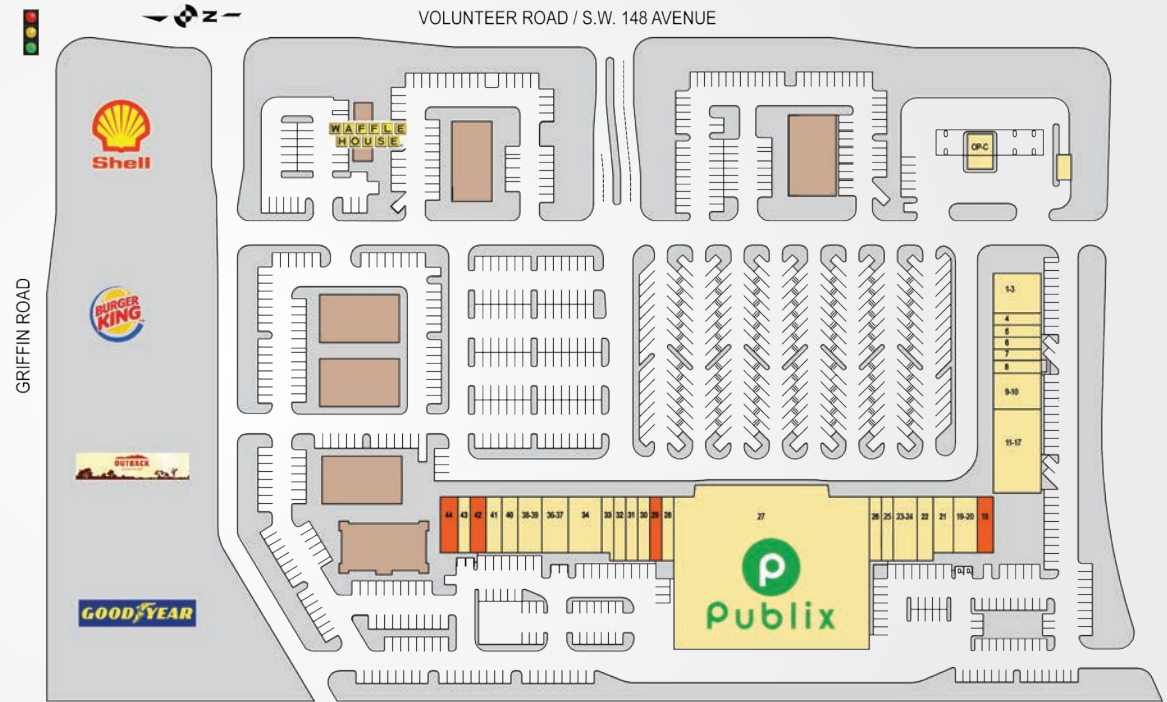 Z
VOLUNTEER ROAD / S.W. 148 AVENUE
Shell
WAFFLE
HOUSE
OP-C
GRIFFIN ROAD
BURGER
KING
1-3
4
5
6
7
8
9-10
11-17
OUTBACK
44
43
42
41
40
38-39
36-37
34
33
32
31
30
29
28
27
26
25
23-24
22
21
19-20
18
P
Publix
GOODYEAR